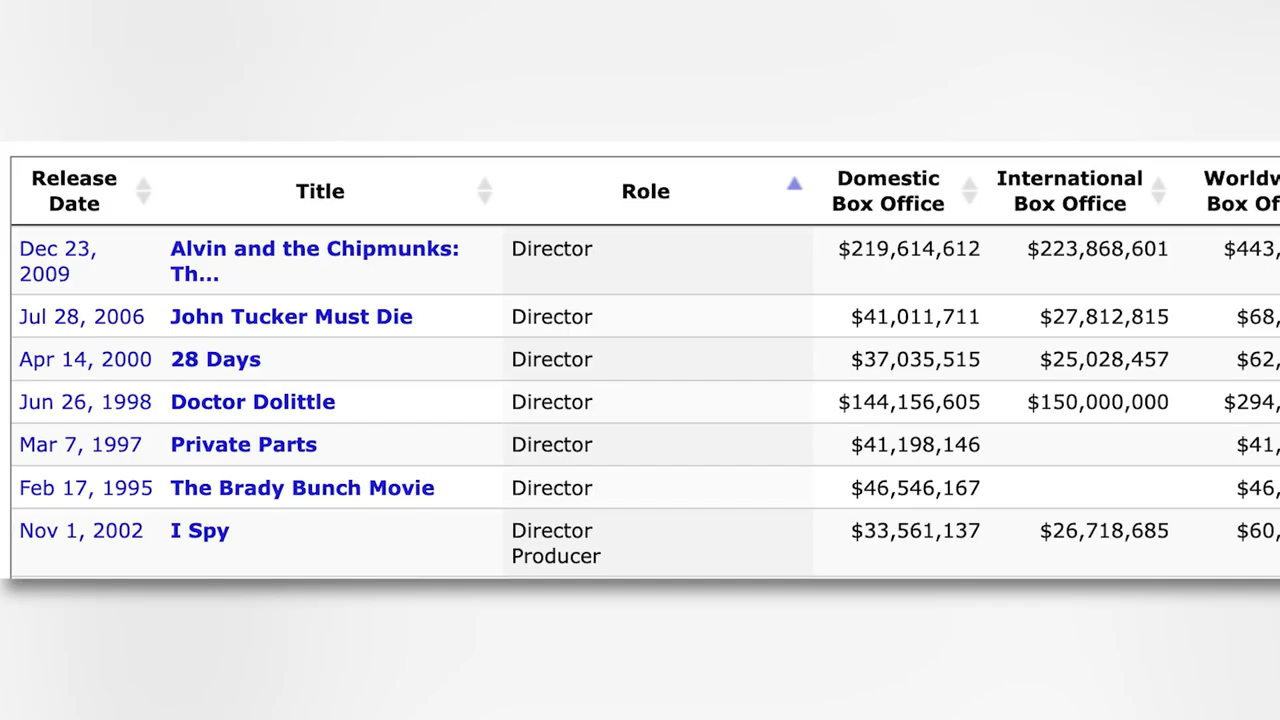 Release Date Title Role Domestic Box Office International Box Office
Dec 23, 2009 Alvin and the Chipmunks: Th... Director $219,614,612 $223,868,601 $443,
Jul 28, 2006 John Tucker Must Die Director $41,011,711 $27,812,815 $68,
Apr 14, 2000 28 Days Director $37,035,515 $25,028,457 $62,
Jun 26, 1998 Doctor Dolittle Director $144,156,605 $150,000,000 $294,
Mar 7, 1997 Private Parts Director $41,198,146 $41,
Feb 17, 1995 The Brady Bunch Movie Director $46,546,167 $46,
Nov 1, 2002 I Spy Director Producer $33,561,137 $26,718,685 $60,